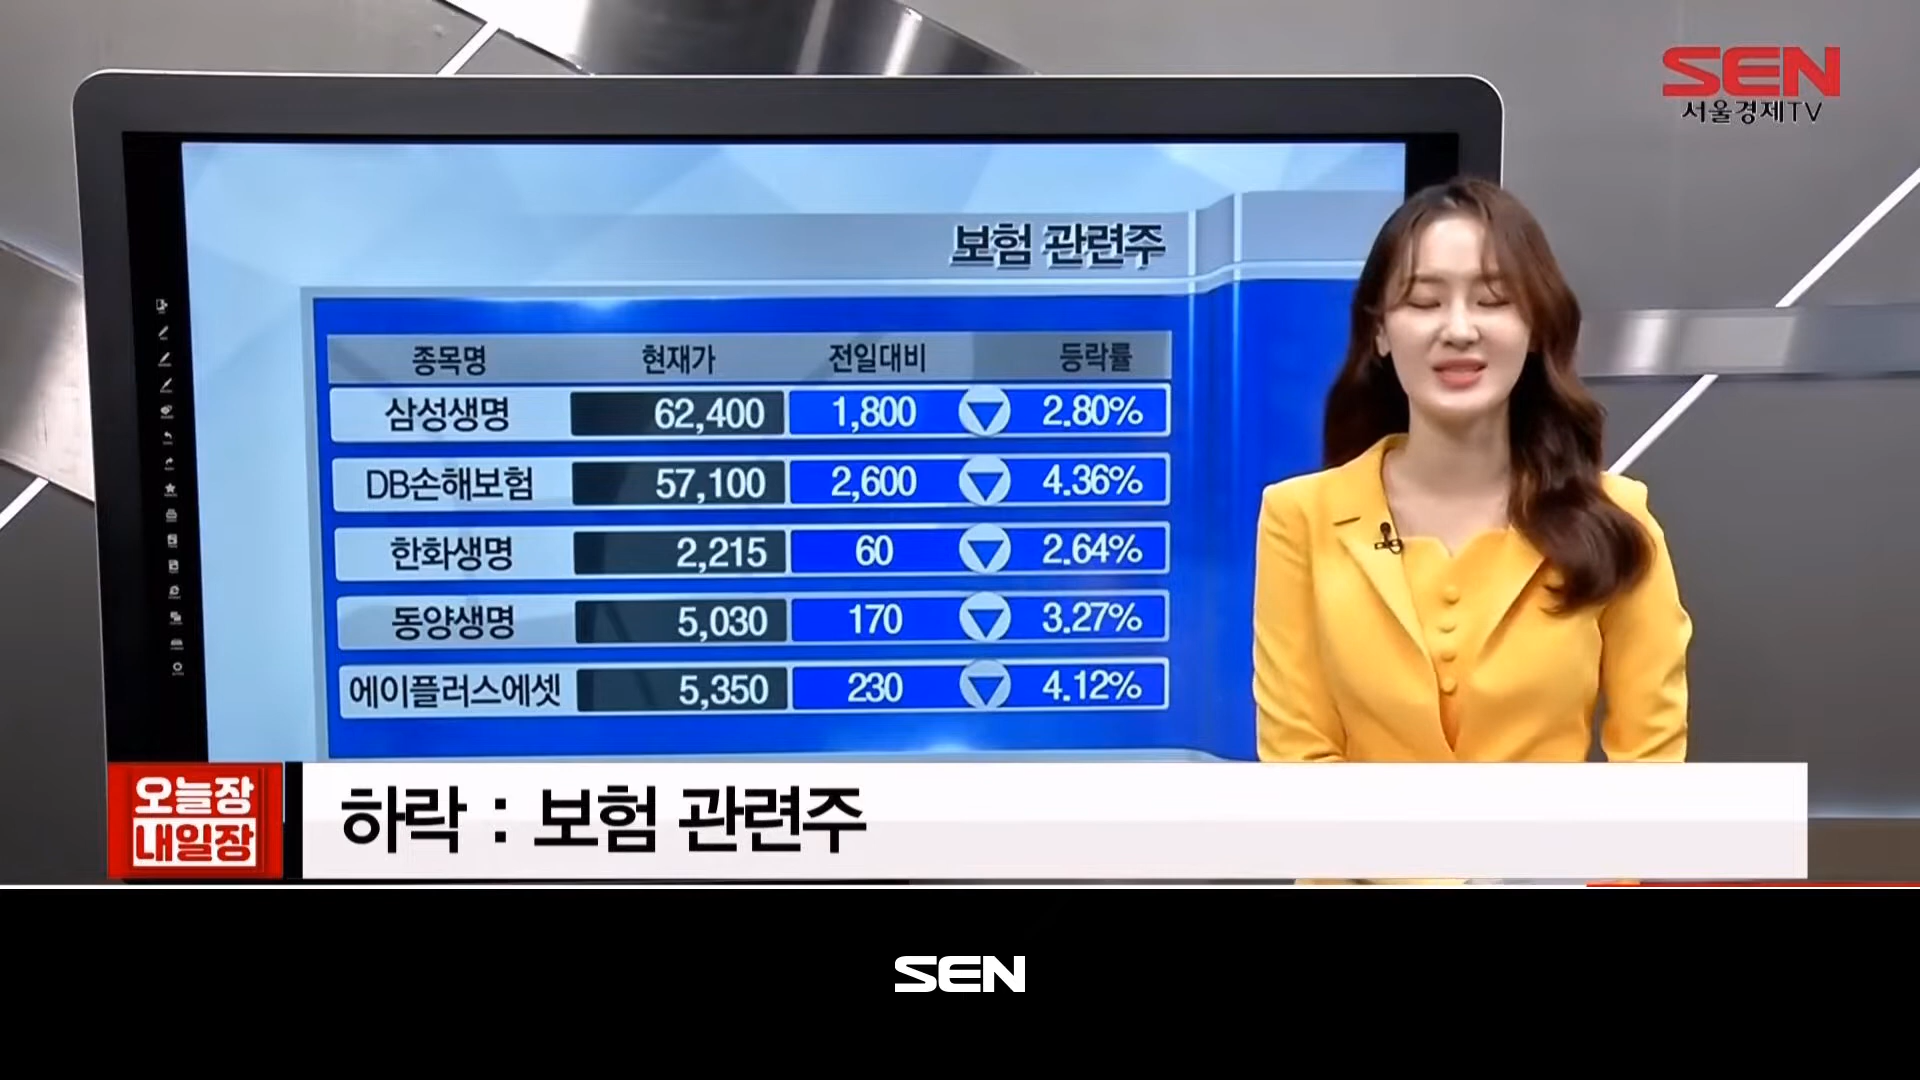 SEN
서울경제TV
보험 관련주
종목명 현재가 전일대비 등락률
삼성생명 62,400 1,800 ▼ 2.80%
DB손해보험 57,100 2,600 ▼ 4.36%
한화생명 2,215 60 ▼ 2.64%
동양생명 5,030 170 ▼ 3.27%
에이플러스에셋 5,350 230 ▼ 4.12%
오늘장
내일장
하락 : 보험 관련주
SEN